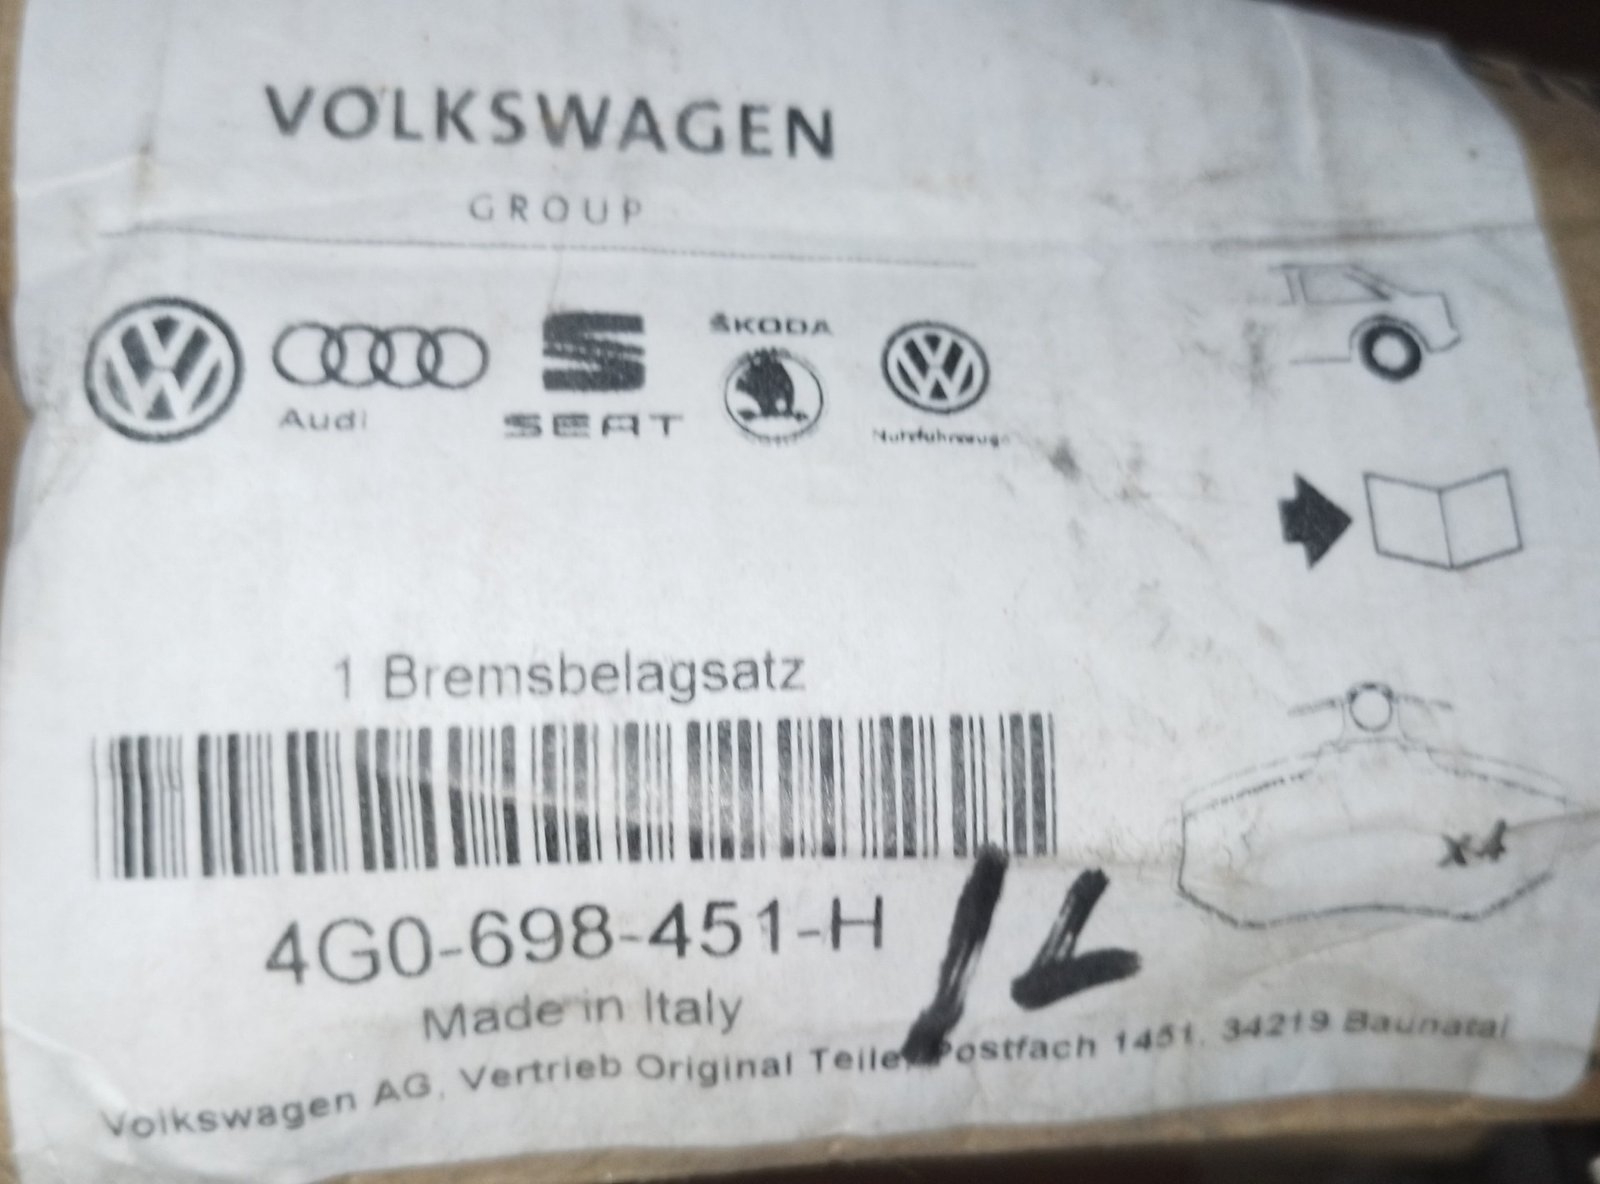 VOLKSWAGEN
GROUP
Audi
SEAT
ŠKODA
Nutzfahrzeuge
1 Bremsbelagsatz
x4
4G0-698-451-H
/L
Made in Italy
Volkswagen AG, Vertrieb Original Teile, Postfach 1451, 34219 Baunatal